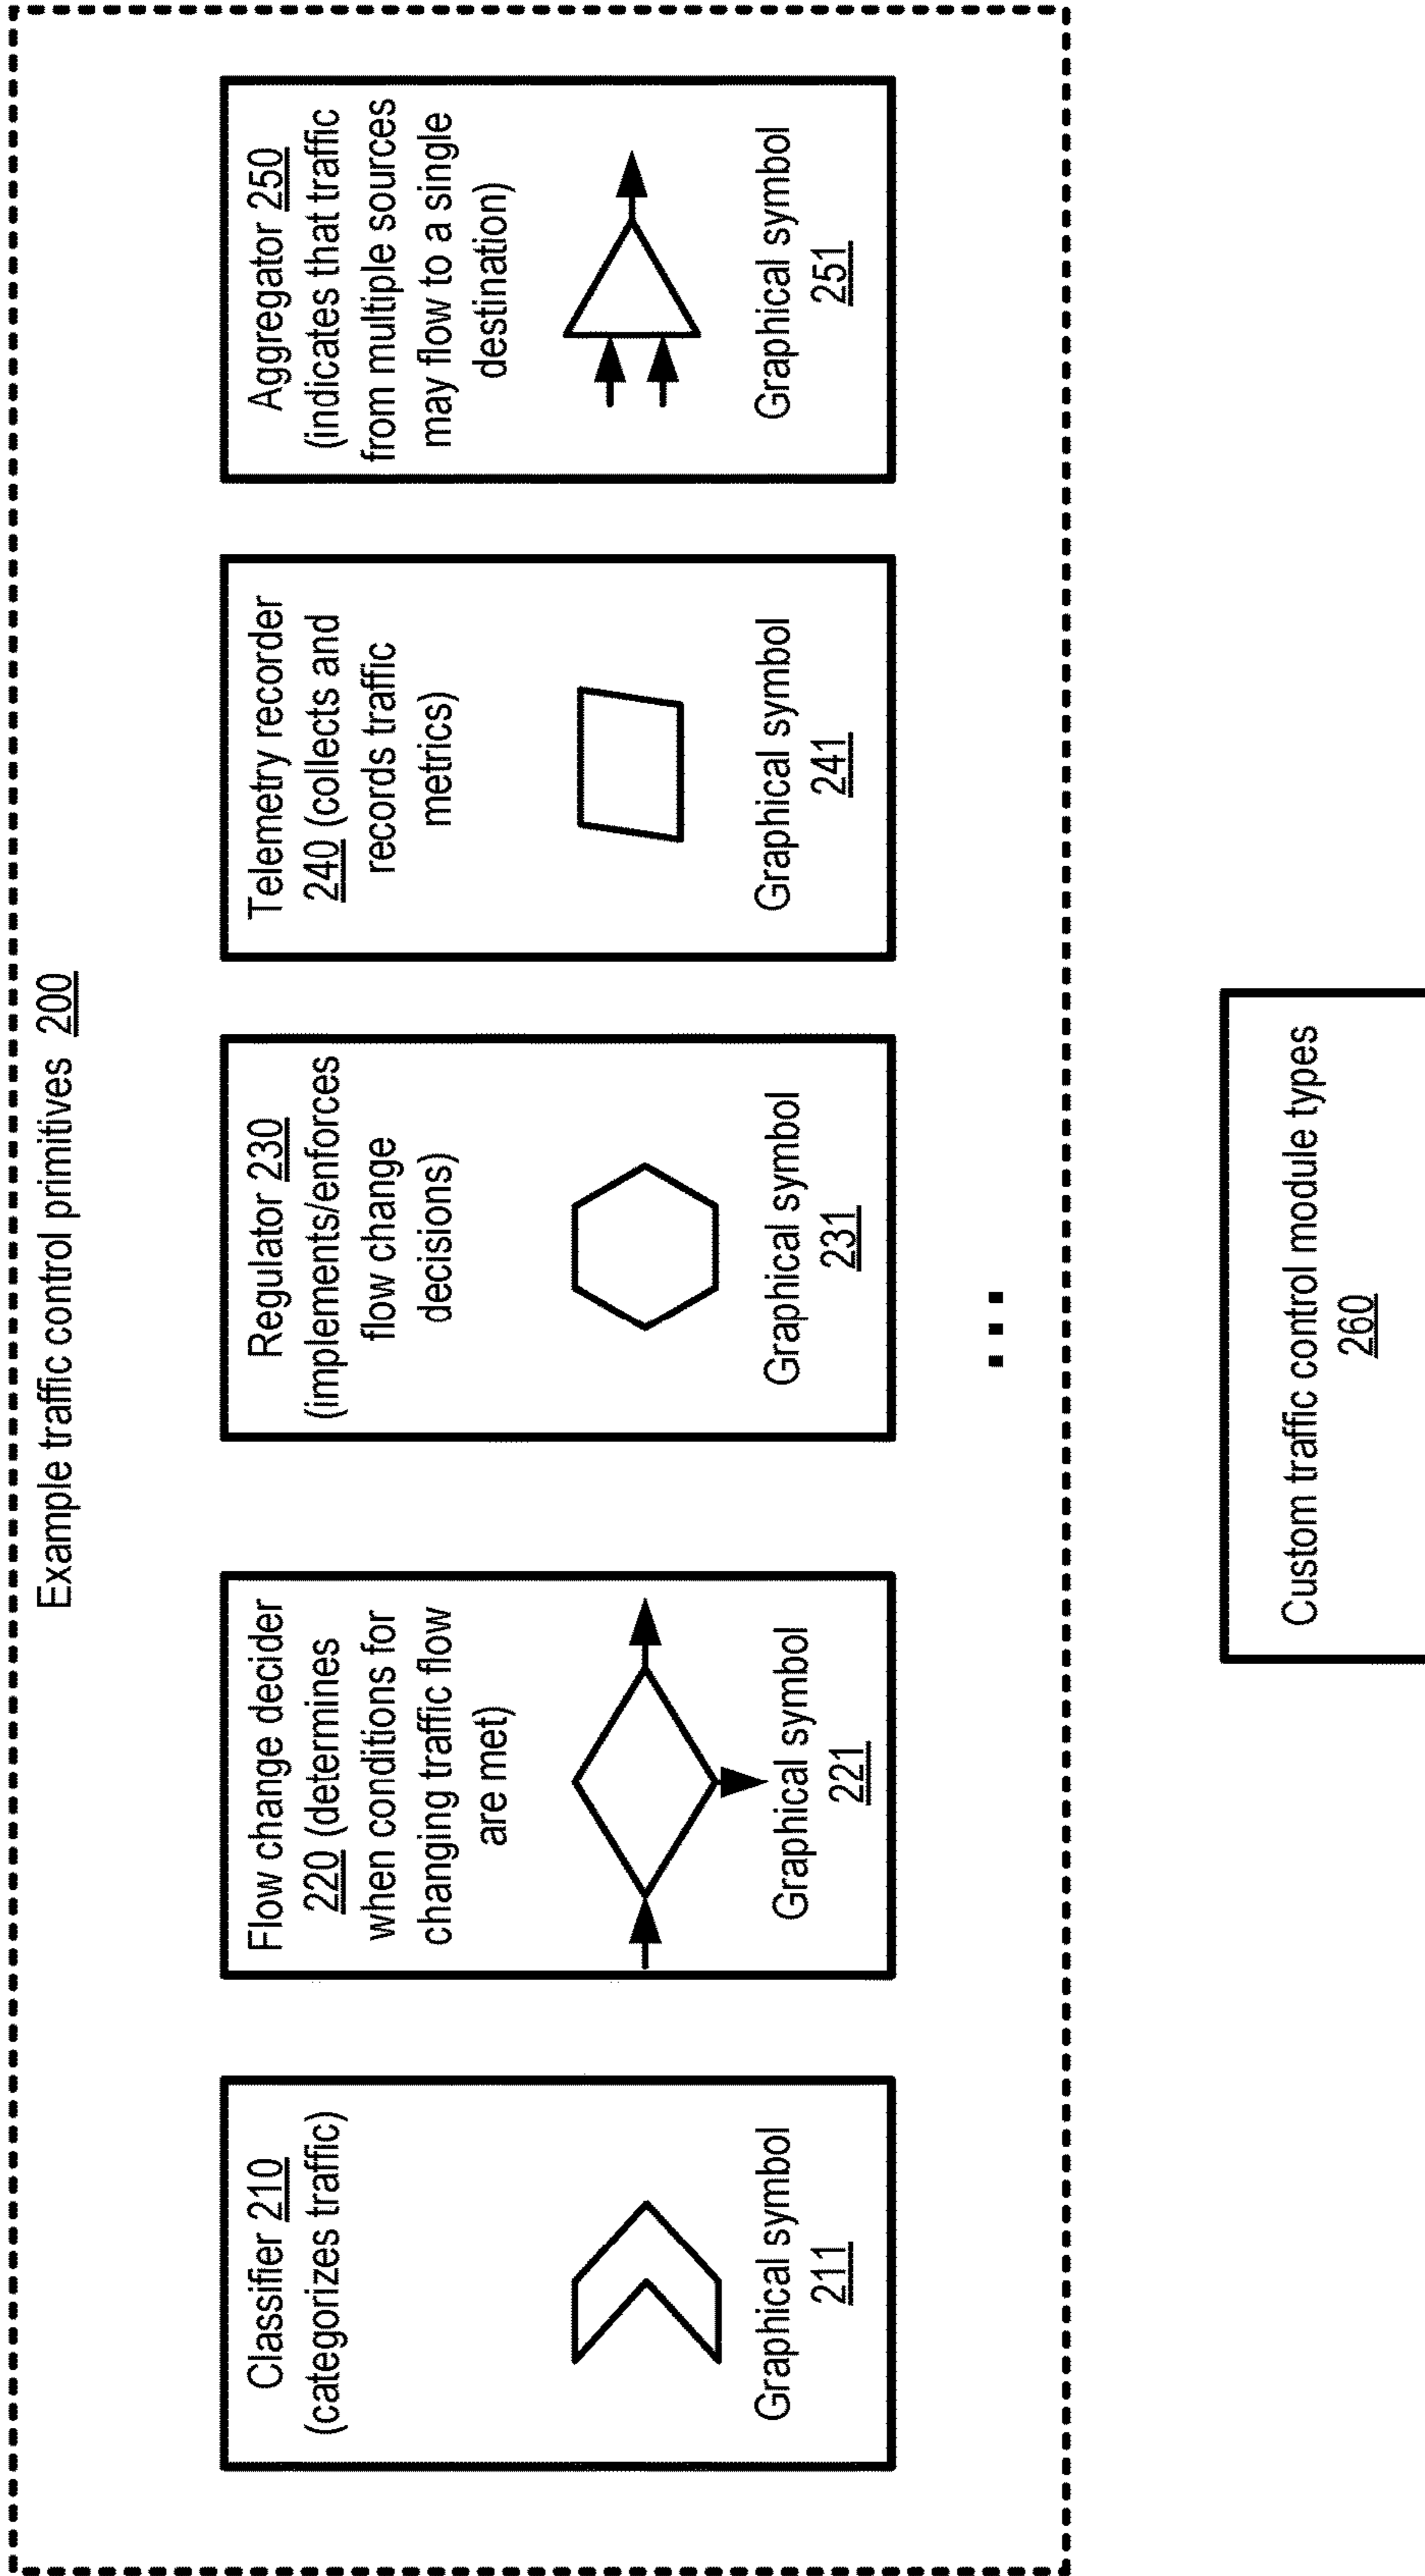 Example traffic control primitives 200
Classifier 210
(categorizes traffic)
Graphical symbol
211
Flow change decider
220 (determines
when conditions for
changing traffic flow
are met)
Graphical symbol
221
Regulator 230
(implements/enforces
flow change
decisions)
Graphical symbol
231
Telemetry recorder
240 (collects and
records traffic
metrics)
Graphical symbol
241
Aggregator 250
(indicates that traffic
from multiple sources
may flow to a single
destination)
Graphical symbol
251
...
Custom traffic control module types
260